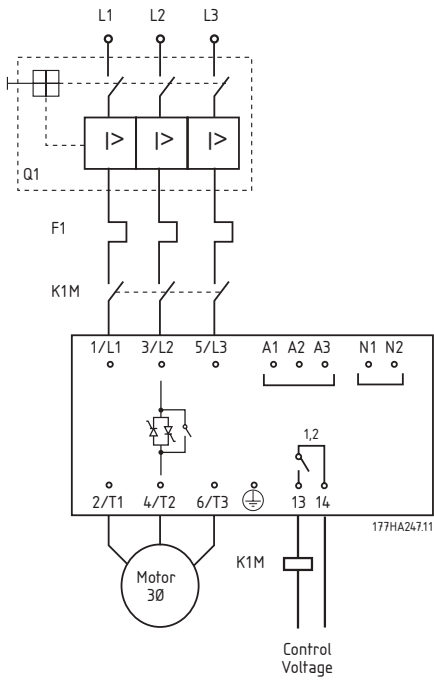 L1 L2 L3
I> I> I>
Q1
F1
K1M
1/L1 3/L2 5/L3 A1 A2 A3 N1 N2
1,2
2/T1 4/T2 6/T3 13 14
177HA247.11
K1M
Motor
3Ø
Control
Voltage